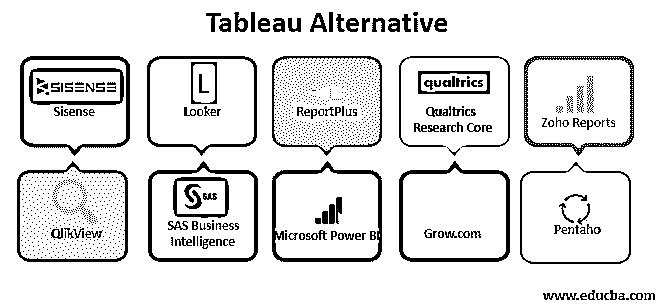 Tableau Alternative
SISENSE
Sisense
L
Looker
ReportPlus
qualtrics
Qualtrics
Research Core
Zoho Reports
QlikView
SAS
SAS Business
Intelligence
Microsoft Power BI
Grow.com
Pentaho
www.educba.com